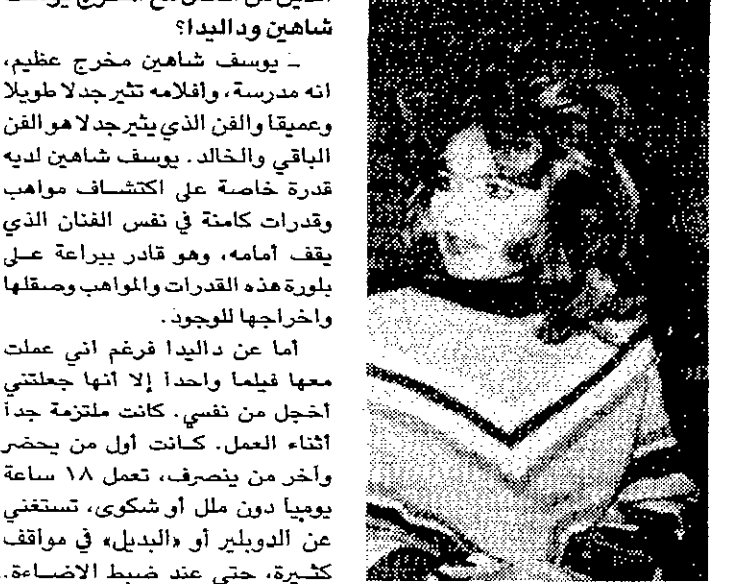 شاهين وداليدا؟
ـ يوسف شاهين مخرج عظيم،
انه مدرسة، وافلامه تثير جدلا طويلا
وعميقا والفن الذي يثير جدلا هو الفن
الباقي والخالد. يوسف شاهين لديه
قدرة خاصة على اكتشاف مواهب
وقدرات كامنة في نفس الفنان الذي
يقف أمامه، وهو قادر ببراعة على
بلورة هذه القدرات والمواهب وصقلها
واخراجها للوجود.
أما عن داليدا فرغم اني عملت
معها فيلما واحدا إلا أنها جعلتني
أخجل من نفسي. كانت ملتزمة جدا
أثناء العمل. كانت أول من يحضر
وآخر من ينصرف، تعمل ١٨ ساعة
يوميا دون ملل أو شكوى، تستغني
عن الدوبلير أو «البديل» في مواقف
كثيرة، حتى عند ضبط الاضاءة.